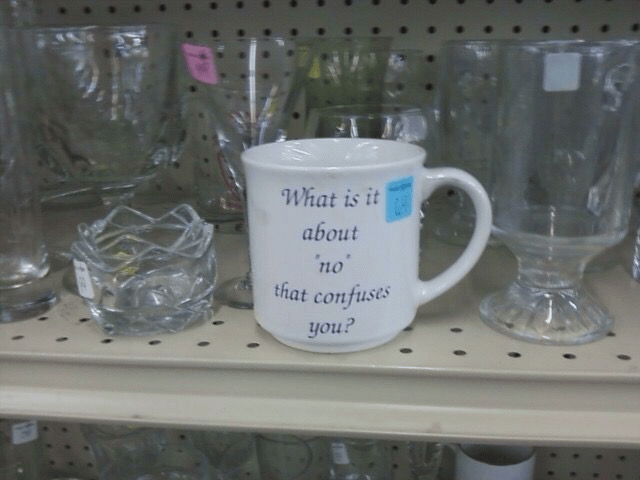 What is it
about
"no"
that confuses
you?